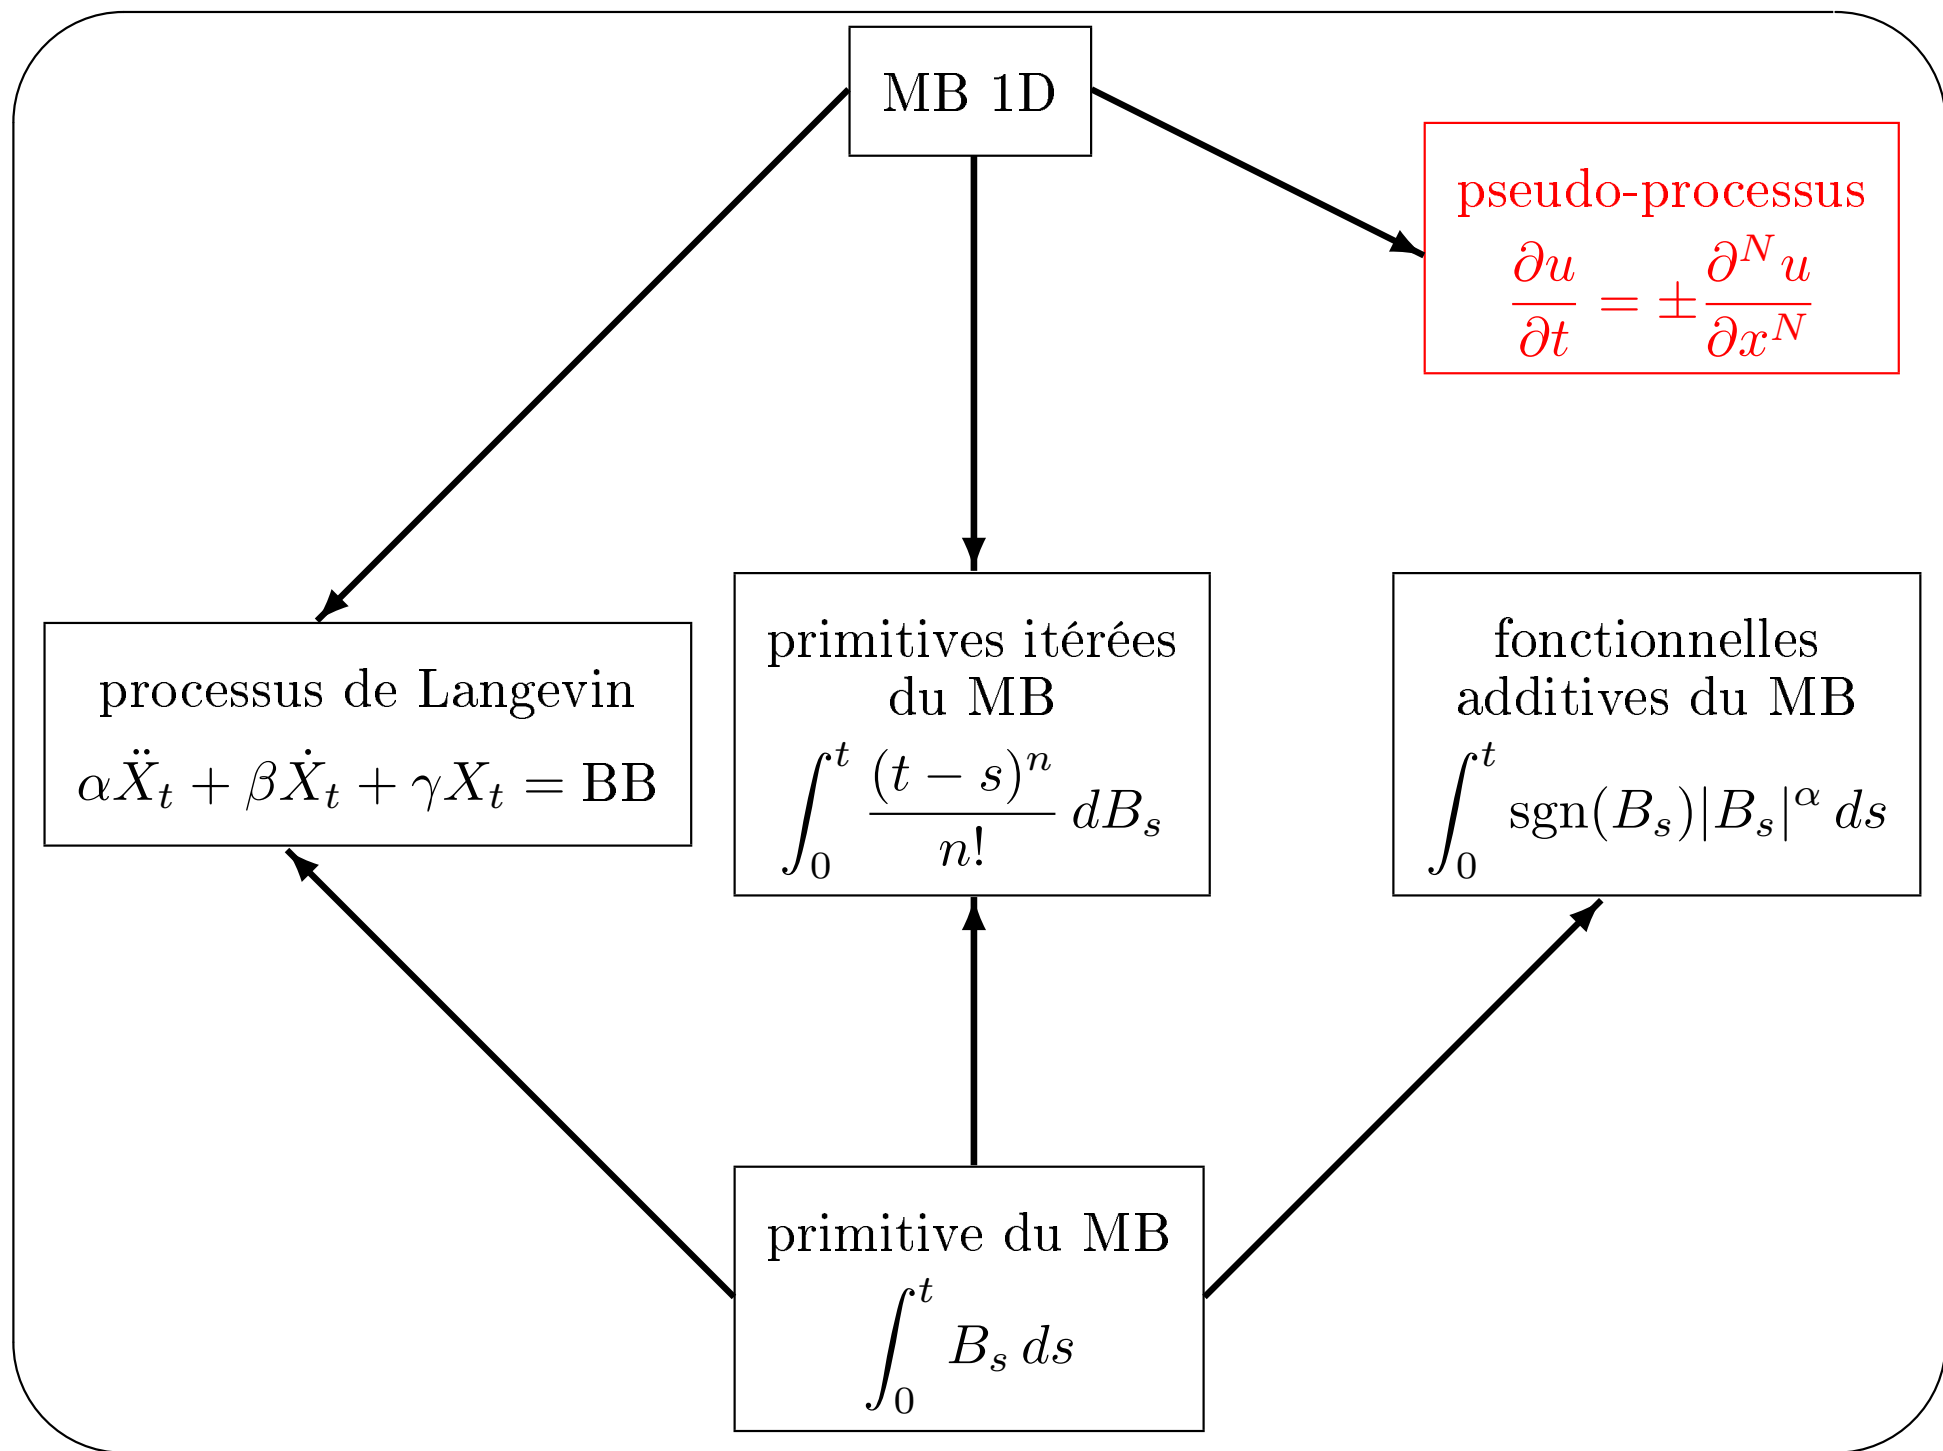 MB 1D
pseudo-processus
∂u/∂t = ±∂^N u/∂x^N
processus de Langevin
αẌ_t + βẊ_t + γX_t = BB
primitives itérées
du MB
∫_0^t (t − s)^n/n! dB_s
fonctionnelles
additives du MB
∫_0^t sgn(B_s)|B_s|^α ds
primitive du MB
∫_0^t B_s ds